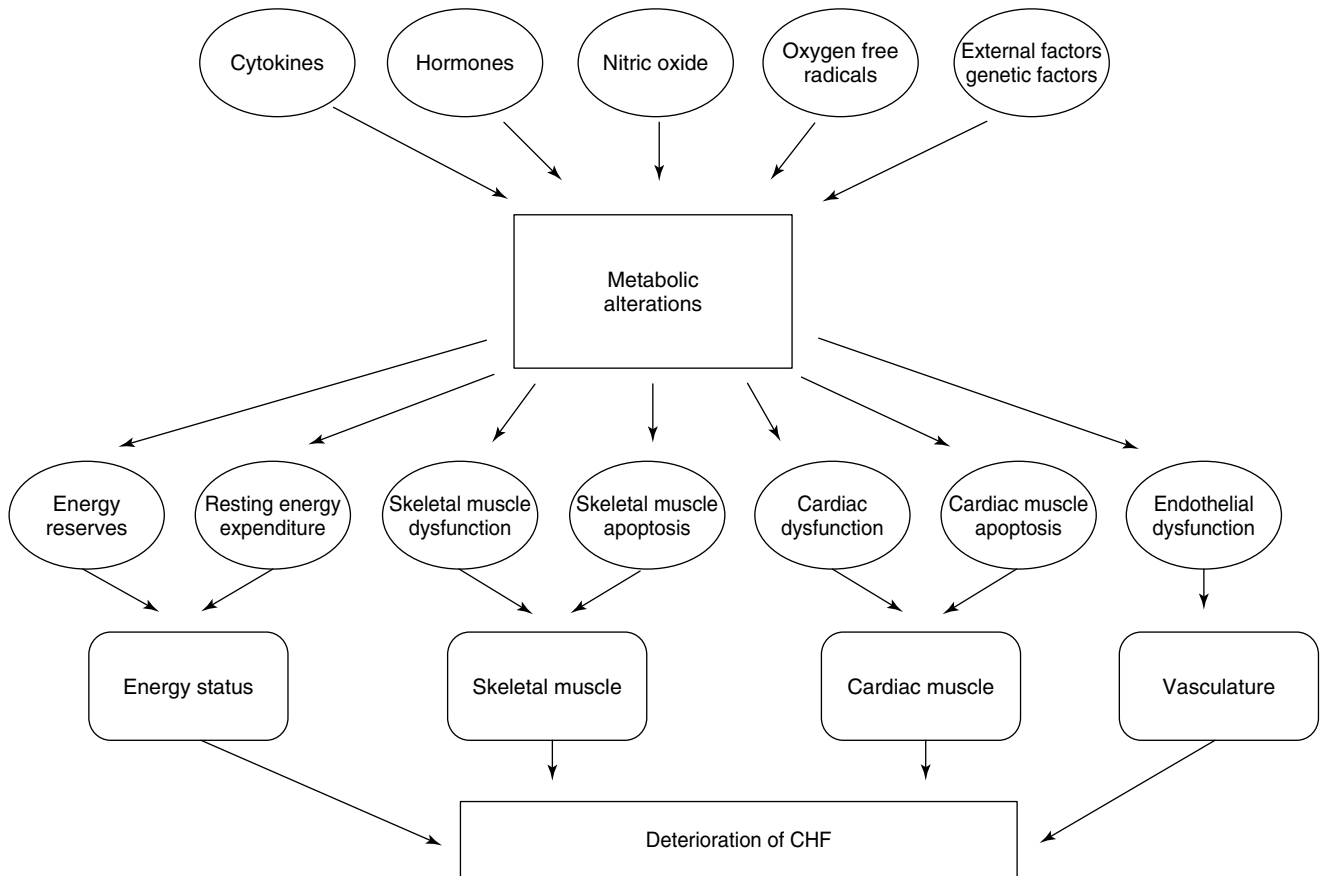 Cytokines
Hormones
Nitric oxide
Oxygen free
radicals
External factors
genetic factors
Metabolic
alterations
Energy
reserves
Resting energy
expenditure
Skeletal muscle
dysfunction
Skeletal muscle
apoptosis
Cardiac
dysfunction
Cardiac muscle
apoptosis
Endothelial
dysfunction
Energy status
Skeletal muscle
Cardiac muscle
Vasculature
Deterioration of CHF